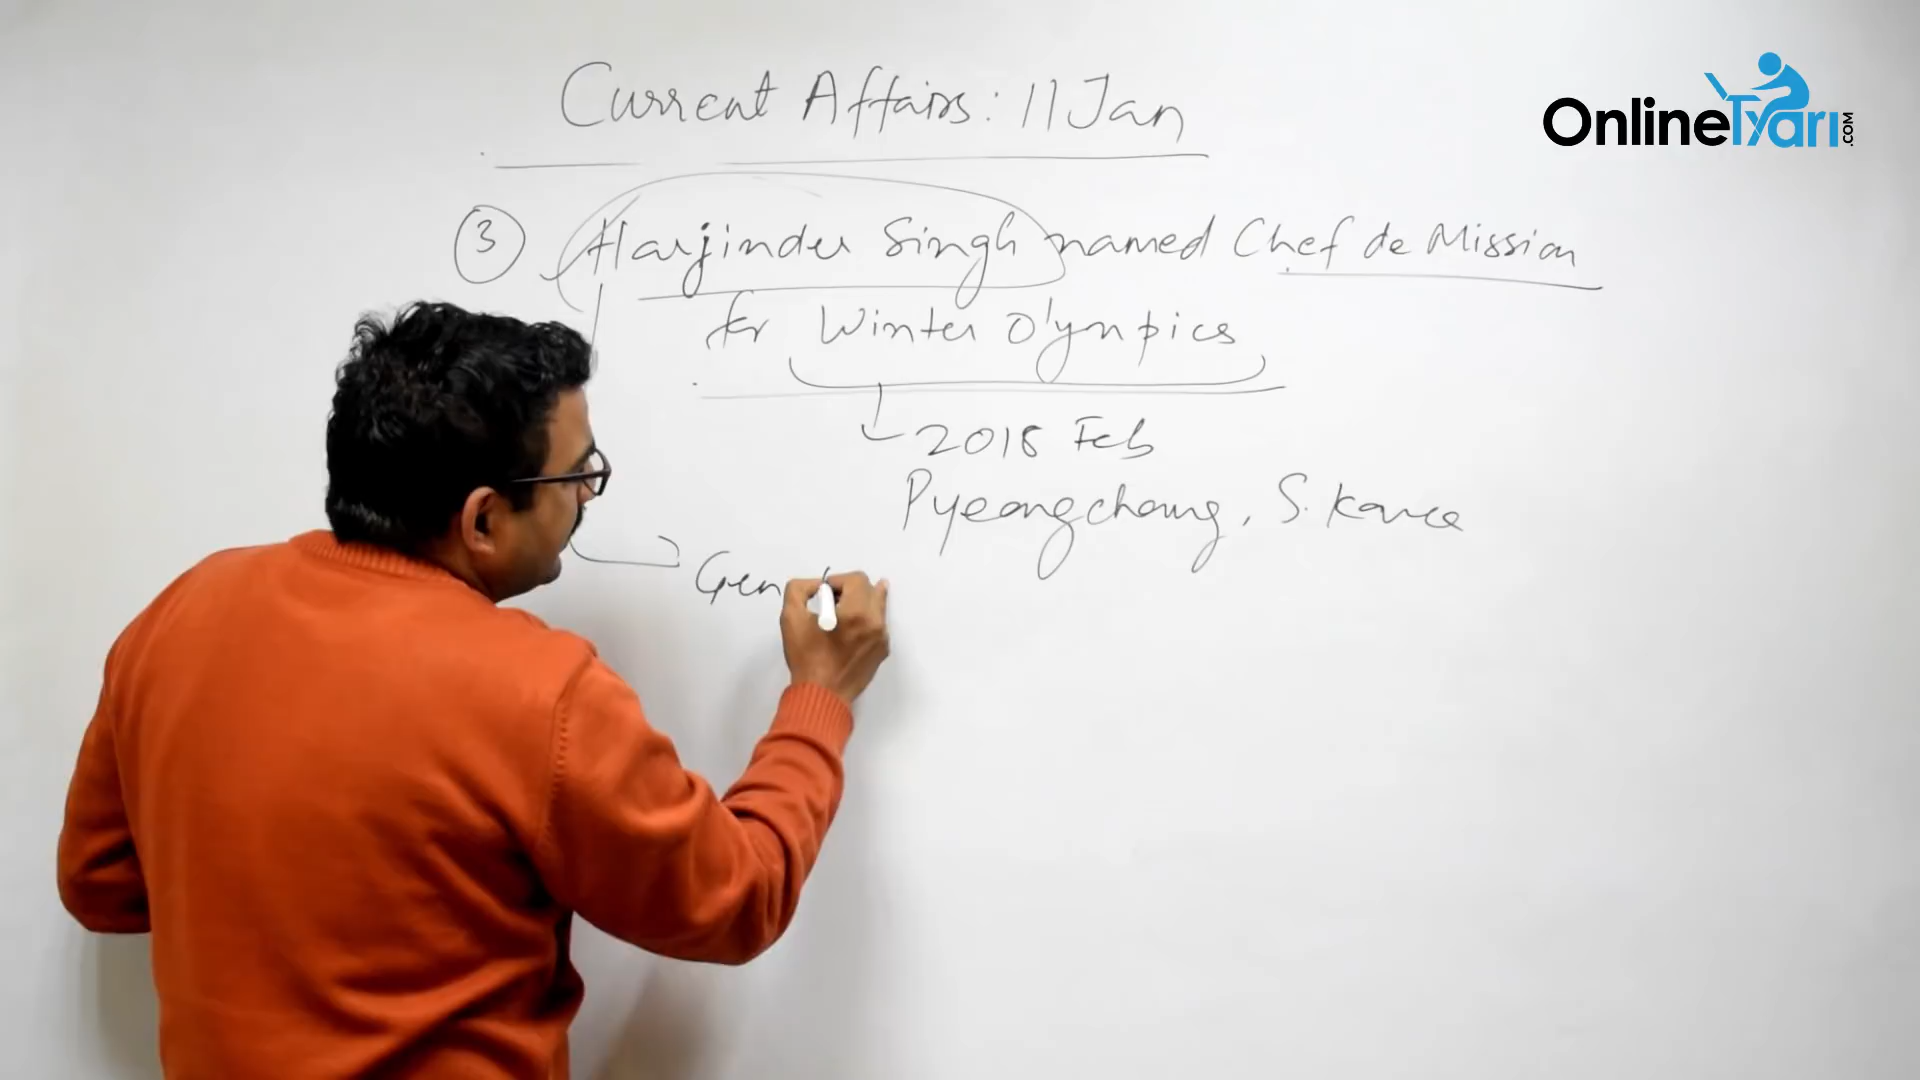 Current Affairs: 11 Jan
OnlineTyari.COM
3 Harjinder Singh named Chef de Mission
for Winter Olympics
2018 Feb
Pyeongchang, S. Korea
Gen